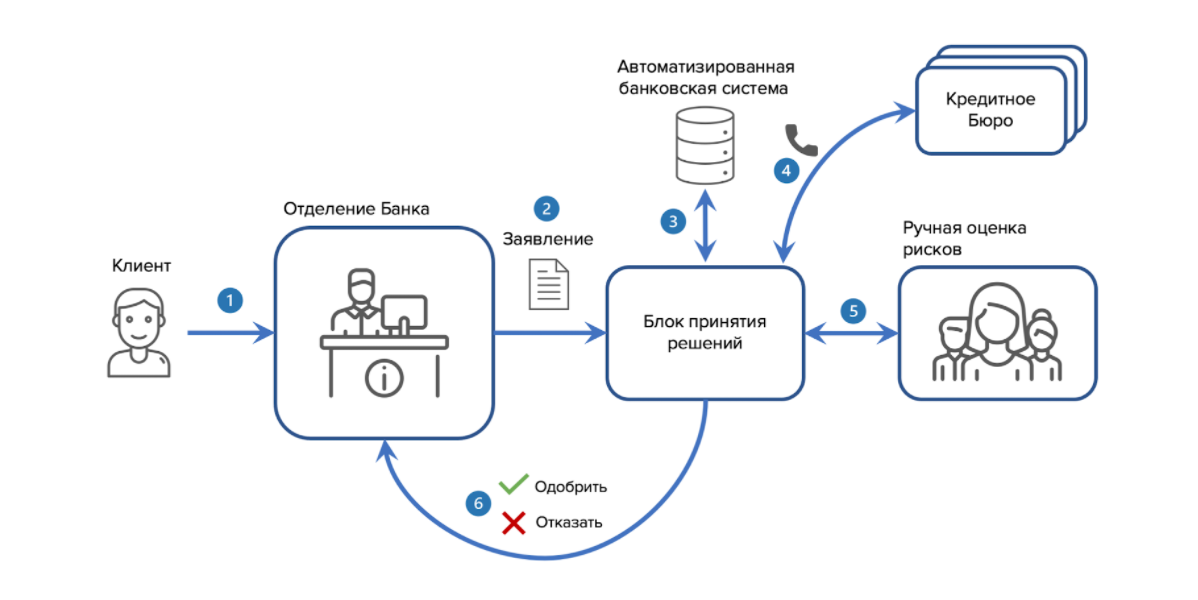 Автоматизированная
банковская система
Кредитное
Бюро
4
Отделение Банка
2
3
Ручная оценка
рисков
Заявление
Клиент
1
Блок принятия
решений
5
6
Одобрить
Отказать